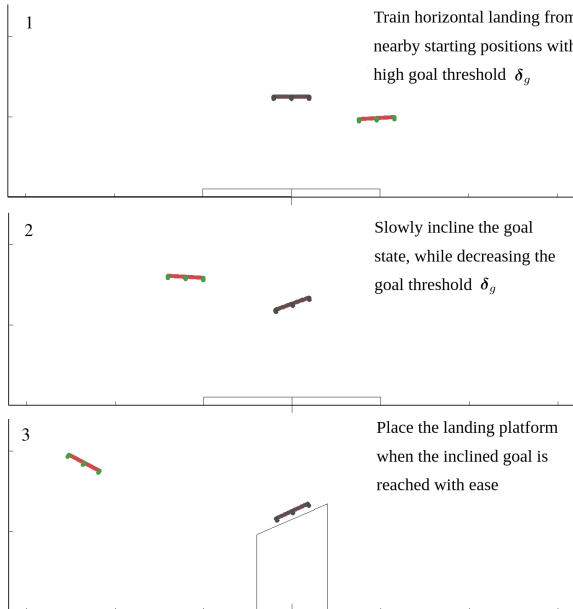 1
Train horizontal landing from
nearby starting positions with
high goal threshold δg
2
Slowly incline the goal
state, while decreasing the
goal threshold δg
3
Place the landing platform
when the inclined goal is
reached with ease